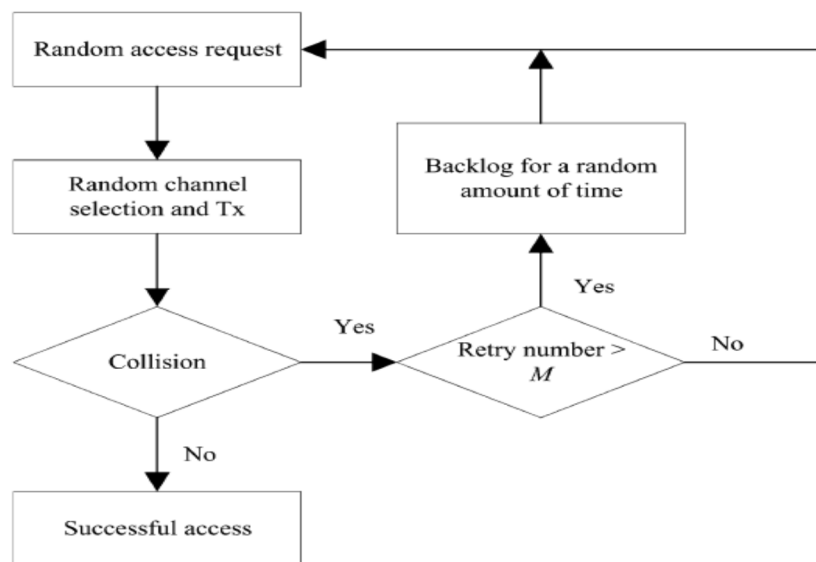 Random access request
Random channel
selection and Tx
Backlog for a random
amount of time
Yes
Collision
Yes
Retry number >
M
No
No
Successful access